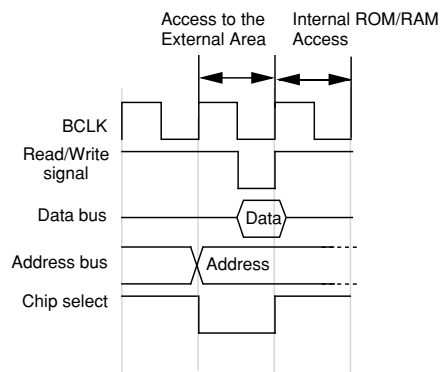 Access to the
External Area
Internal ROM/RAM
Access
BCLK
Read/Write
signal
Data bus
Data
Address bus
Address
Chip select